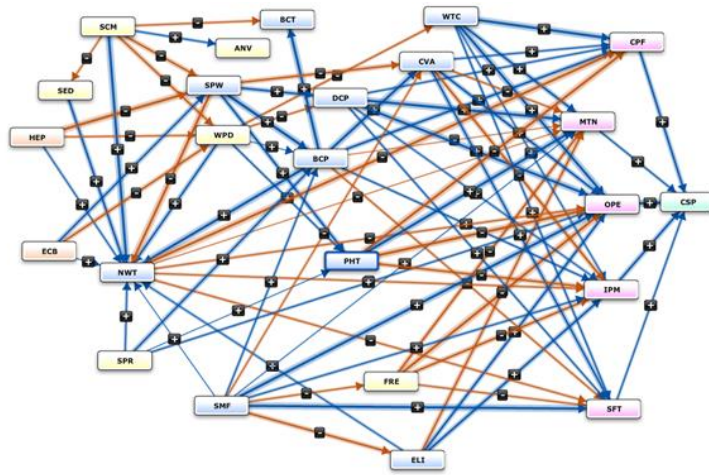 SCM
BCT
WTC
ANV
CPF
CVA
SED
SPW
DCP
HEP
WPD
MTN
BCP
OPE
CSP
ECB
NWT
PHT
IPM
SPR
FRE
SMF
SFT
ELI